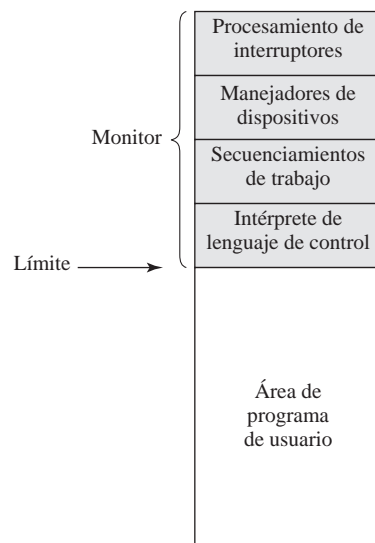 Procesamiento de
interruptores
Manejadores de
dispositivos
Monitor
Secuenciamientos
de trabajo
Intérprete de
lenguaje de control
Límite
Área de
programa
de usuario